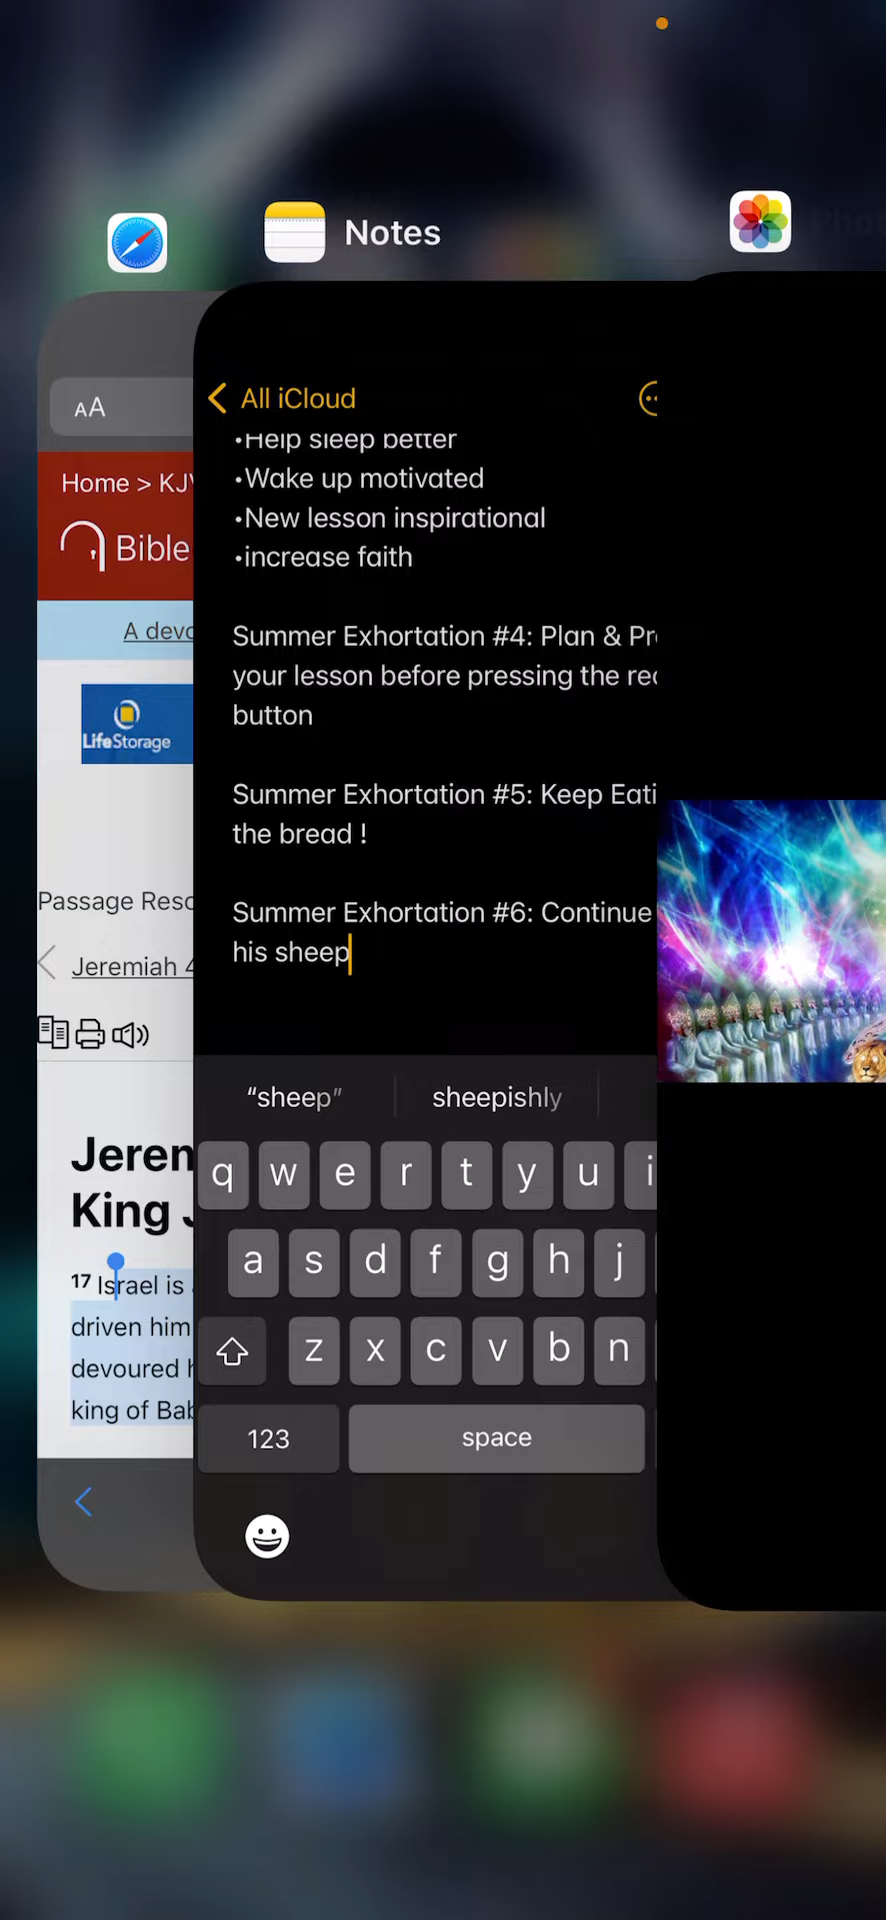 Notes
AA
Home > KJV
Bible
A devo
LifeStorage
Passage Reso
Jeremiah 4
Jerem
King J
17 Israel is
driven him
devoured h
king of Bab
All iCloud
•Help sleep better
•Wake up motivated
•New lesson inspirational
•increase faith
Summer Exhortation #4: Plan & Pr
your lesson before pressing the rec
button
Summer Exhortation #5: Keep Eati
the bread !
Summer Exhortation #6: Continue
his sheep
“sheep” sheepishly
q w e r t y u i
a s d f g h j
z x c v b n
123 space